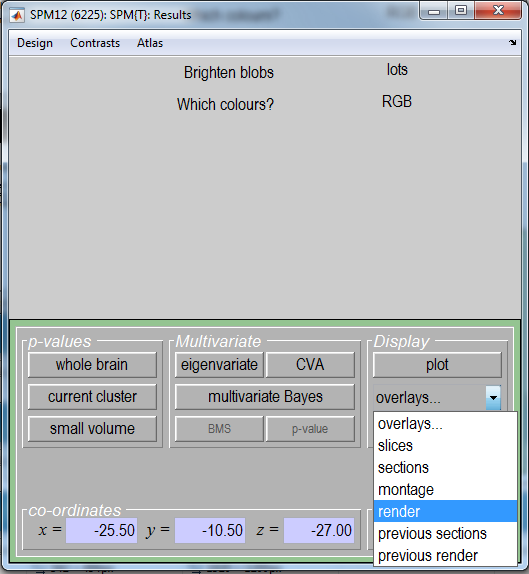 SPM12 (6225): SPM{T}: Results
Design Contrasts Atlas
Brighten blobs lots
Which colours? RGB
p-values Multivariate Display
whole brain eigenvariate CVA plot
current cluster multivariate Bayes overlays...
small volume BMS p-value
overlays...
slices
sections
montage
render
previous sections
previous render
co-ordinates
x = -25.50 y = -10.50 z = -27.00